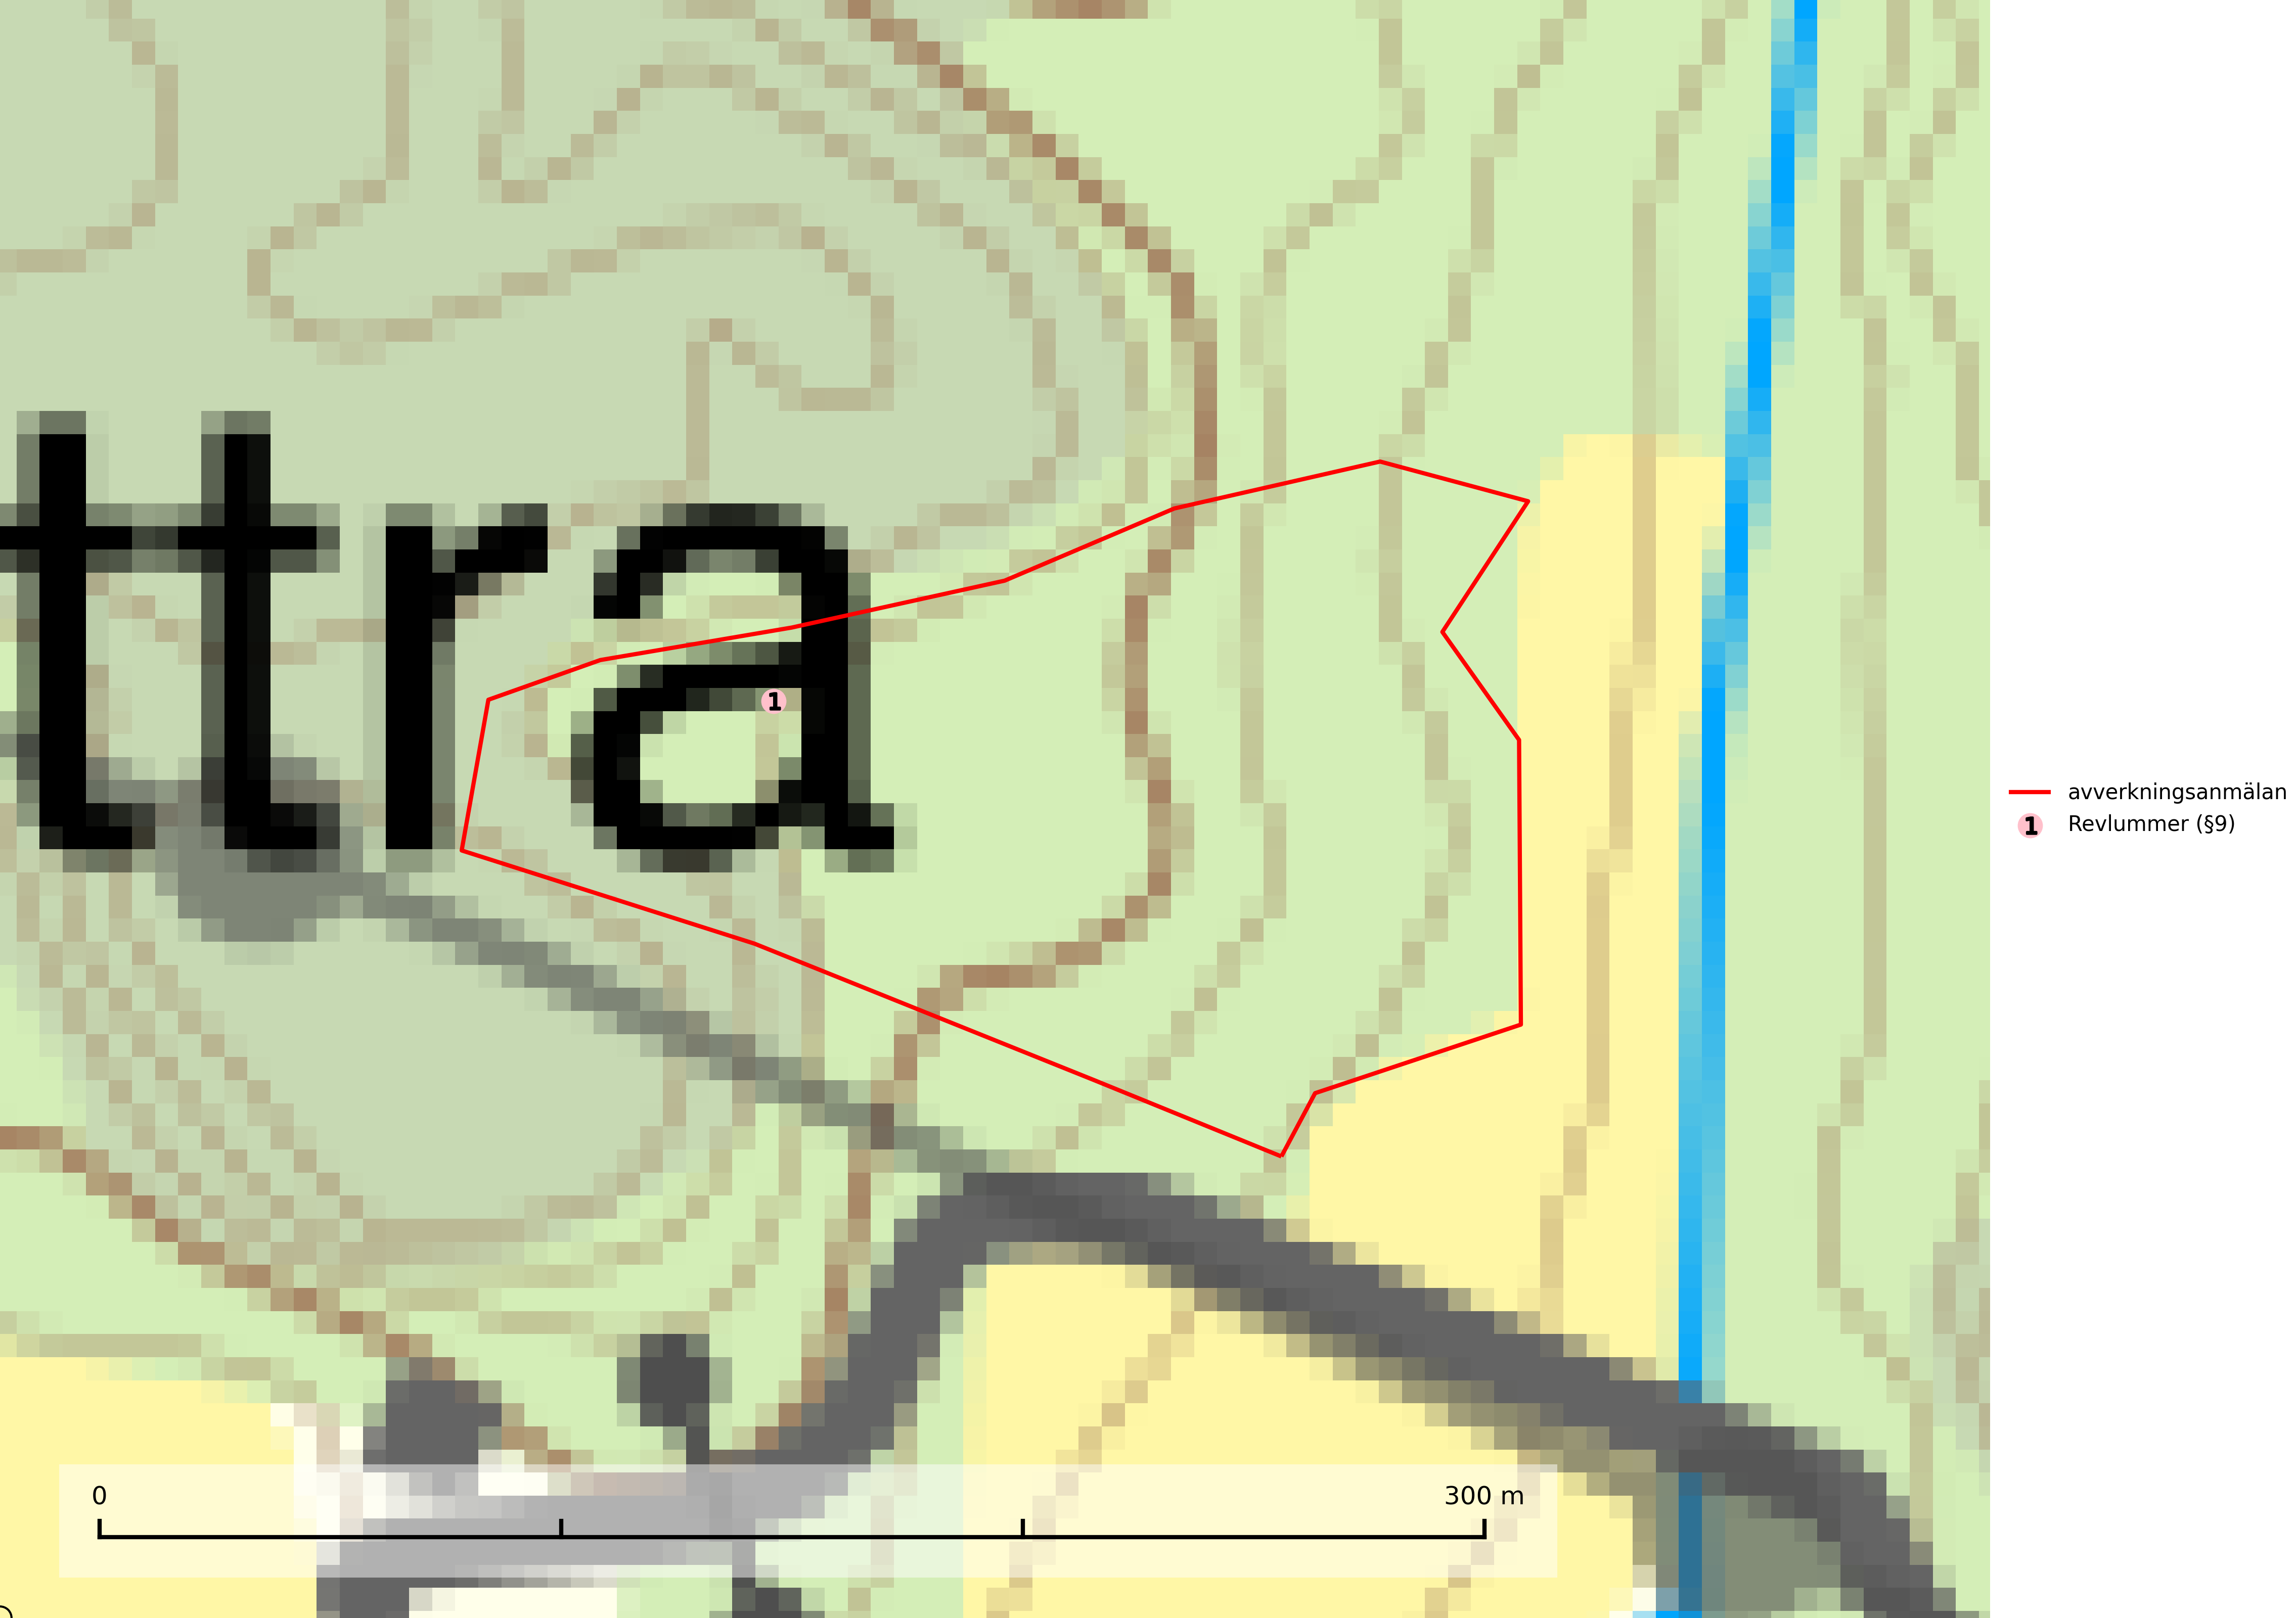 ttra
1
avverkningsanmälan
1 Revlummer (§9)
0 300 m